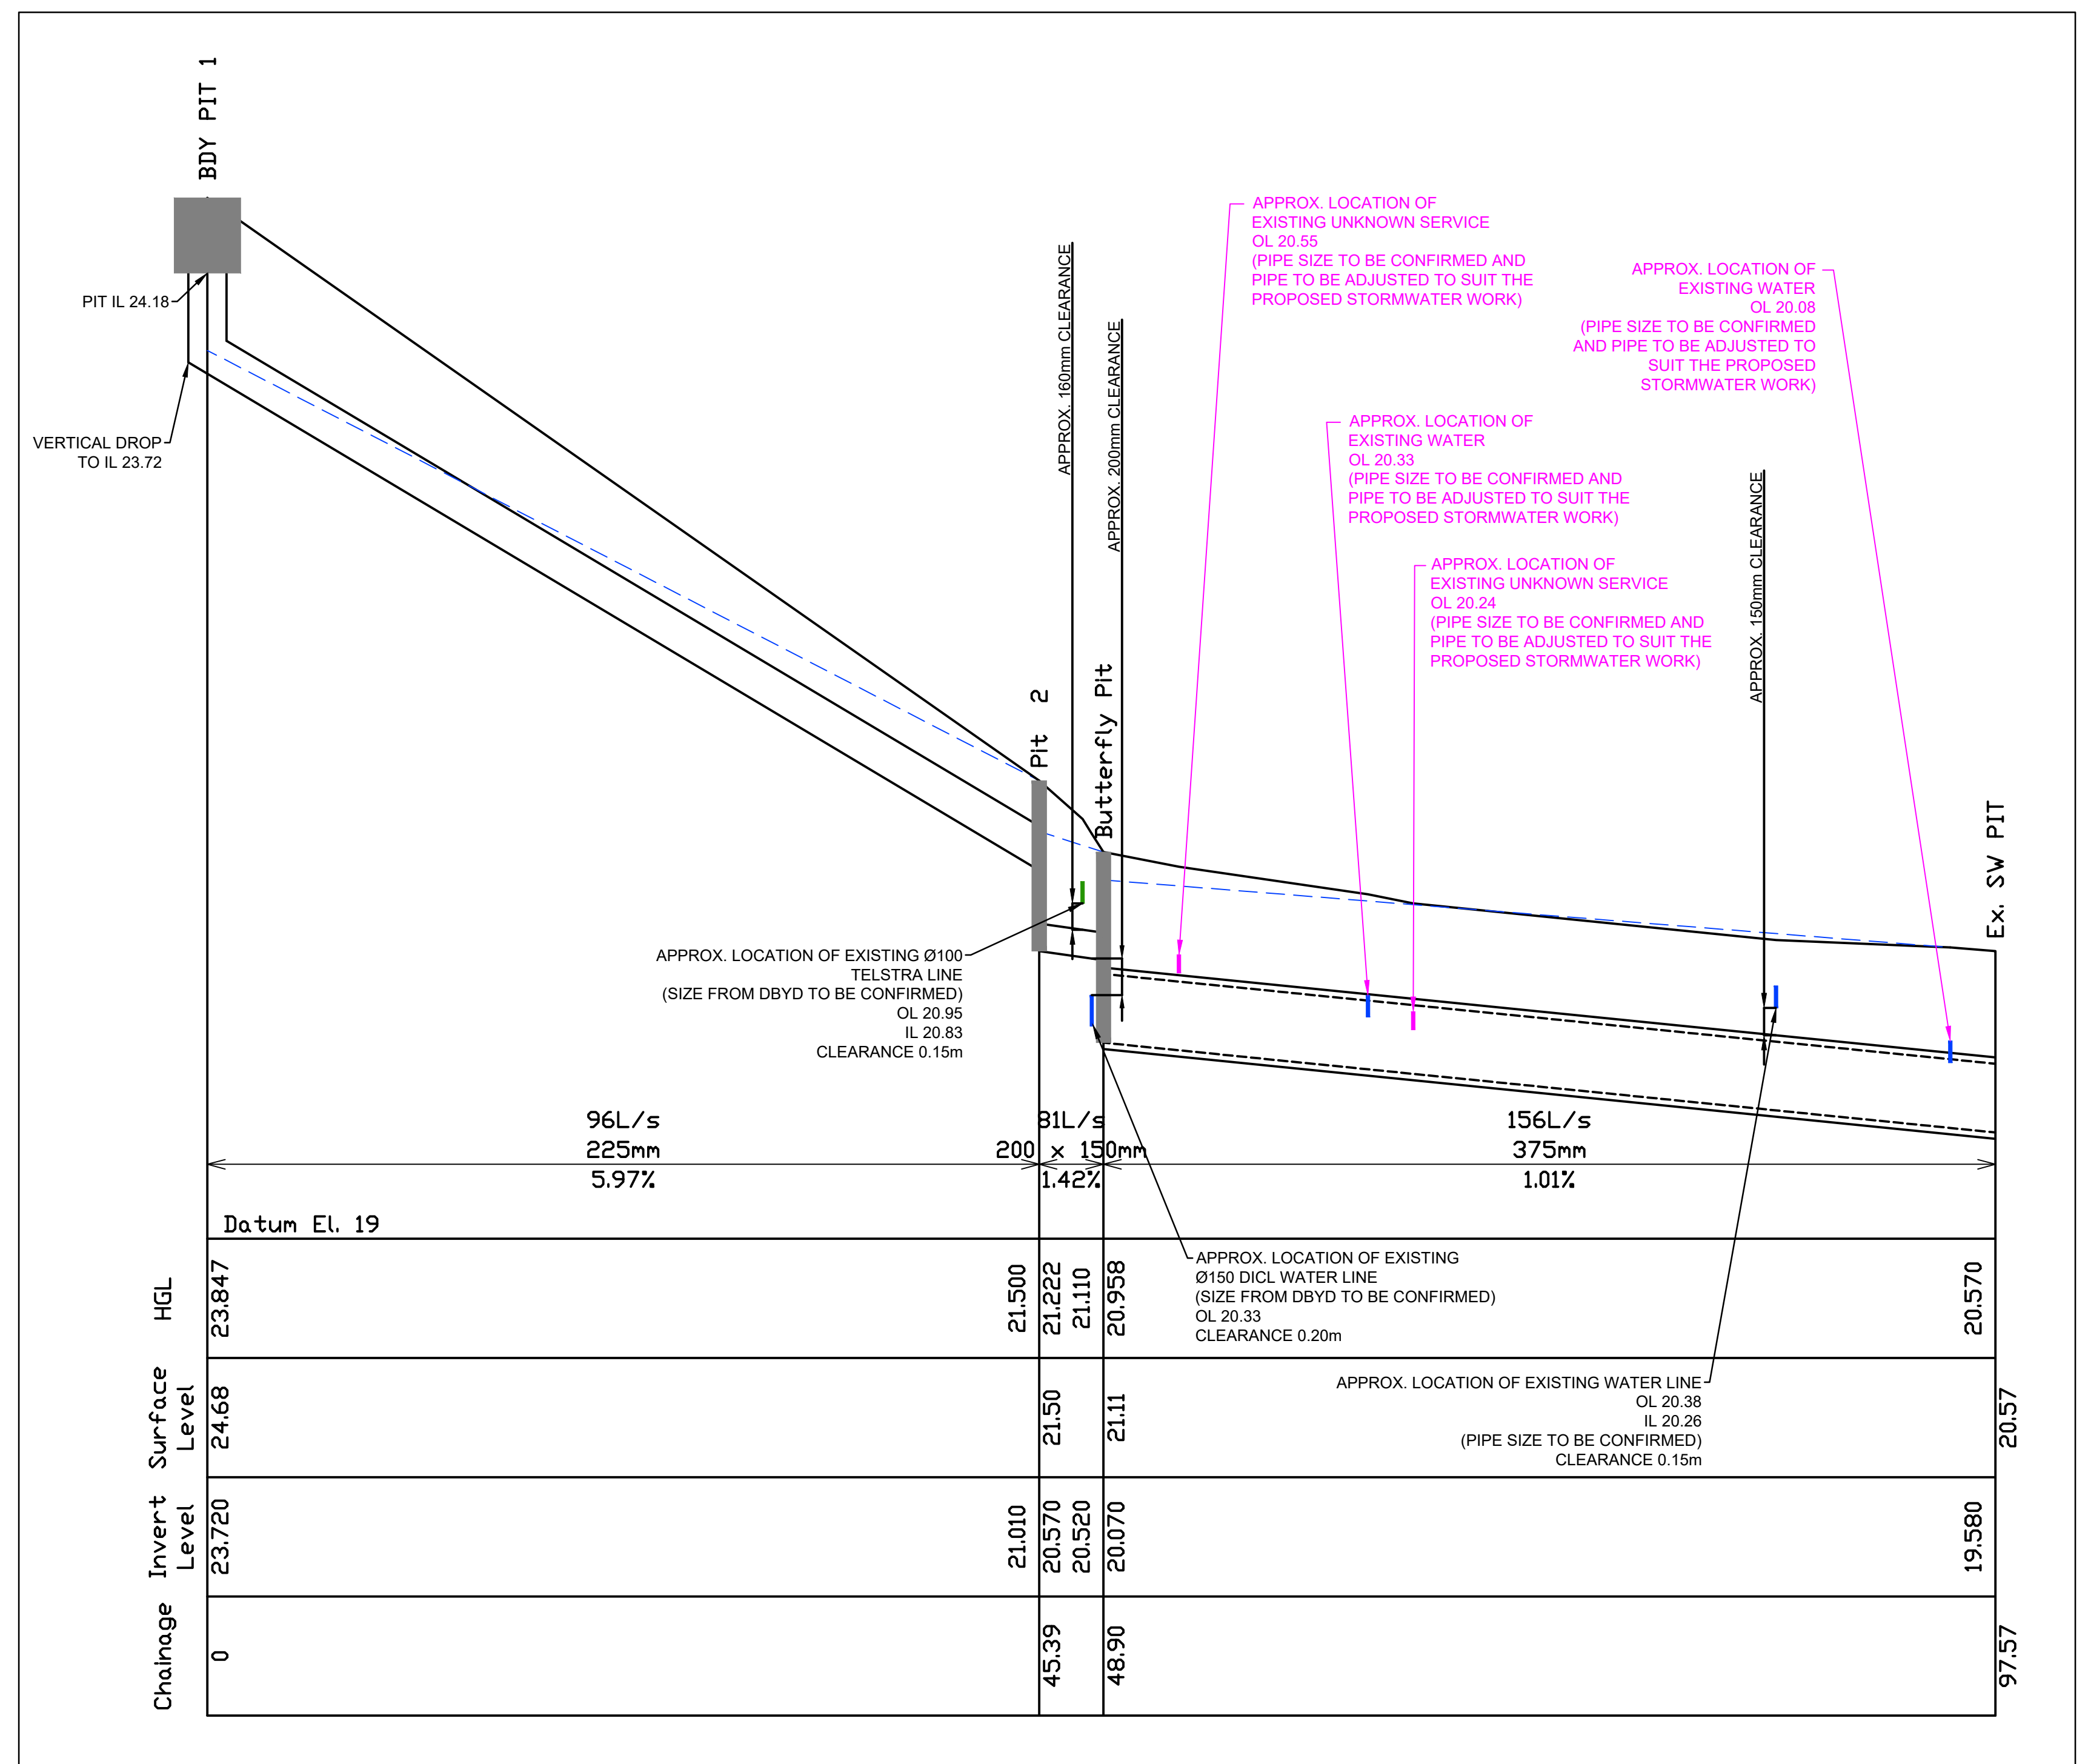 BDY PIT 1
PIT IL 24.18
VERTICAL DROP
TO IL 23.72
APPROX. 160mm CLEARANCE
APPROX. 200mm CLEARANCE
APPROX. LOCATION OF
EXISTING UNKNOWN SERVICE
OL 20.55
(PIPE SIZE TO BE CONFIRMED AND
PIPE TO BE ADJUSTED TO SUIT THE
PROPOSED STORMWATER WORK)
APPROX. LOCATION OF
EXISTING WATER
OL 20.08
(PIPE SIZE TO BE CONFIRMED
AND PIPE TO BE ADJUSTED TO
SUIT THE PROPOSED
STORMWATER WORK)
APPROX. LOCATION OF
EXISTING WATER
OL 20.33
(PIPE SIZE TO BE CONFIRMED AND
PIPE TO BE ADJUSTED TO SUIT THE
PROPOSED STORMWATER WORK)
APPROX. LOCATION OF
EXISTING UNKNOWN SERVICE
OL 20.24
(PIPE SIZE TO BE CONFIRMED AND
PIPE TO BE ADJUSTED TO SUIT THE
PROPOSED STORMWATER WORK)
APPROX. 150mm CLEARANCE
Pit 2
Butterfly Pit
Ex. SW PIT
APPROX. LOCATION OF EXISTING Ø100
TELSTRA LINE
(SIZE FROM DBYD TO BE CONFIRMED)
OL 20.95
IL 20.83
CLEARANCE 0.15m
96L/s
225mm
5.97%
81L/s
200 x 150mm
1.42%
156L/s
375mm
1.01%
Datum El. 19
APPROX. LOCATION OF EXISTING
Ø150 DICL WATER LINE
(SIZE FROM DBYD TO BE CONFIRMED)
OL 20.33
CLEARANCE 0.20m
APPROX. LOCATION OF EXISTING WATER LINE
OL 20.38
IL 20.26
(PIPE SIZE TO BE CONFIRMED)
CLEARANCE 0.15m
HGL
23.847
21.500
21.222
21.110
20.958
20.570
Surface
Level
24.68
21.50
21.11
20.57
Invert
Level
23.720
21.010
20.570
20.520
20.070
19.580
Chainage
0
45.39
48.90
97.57